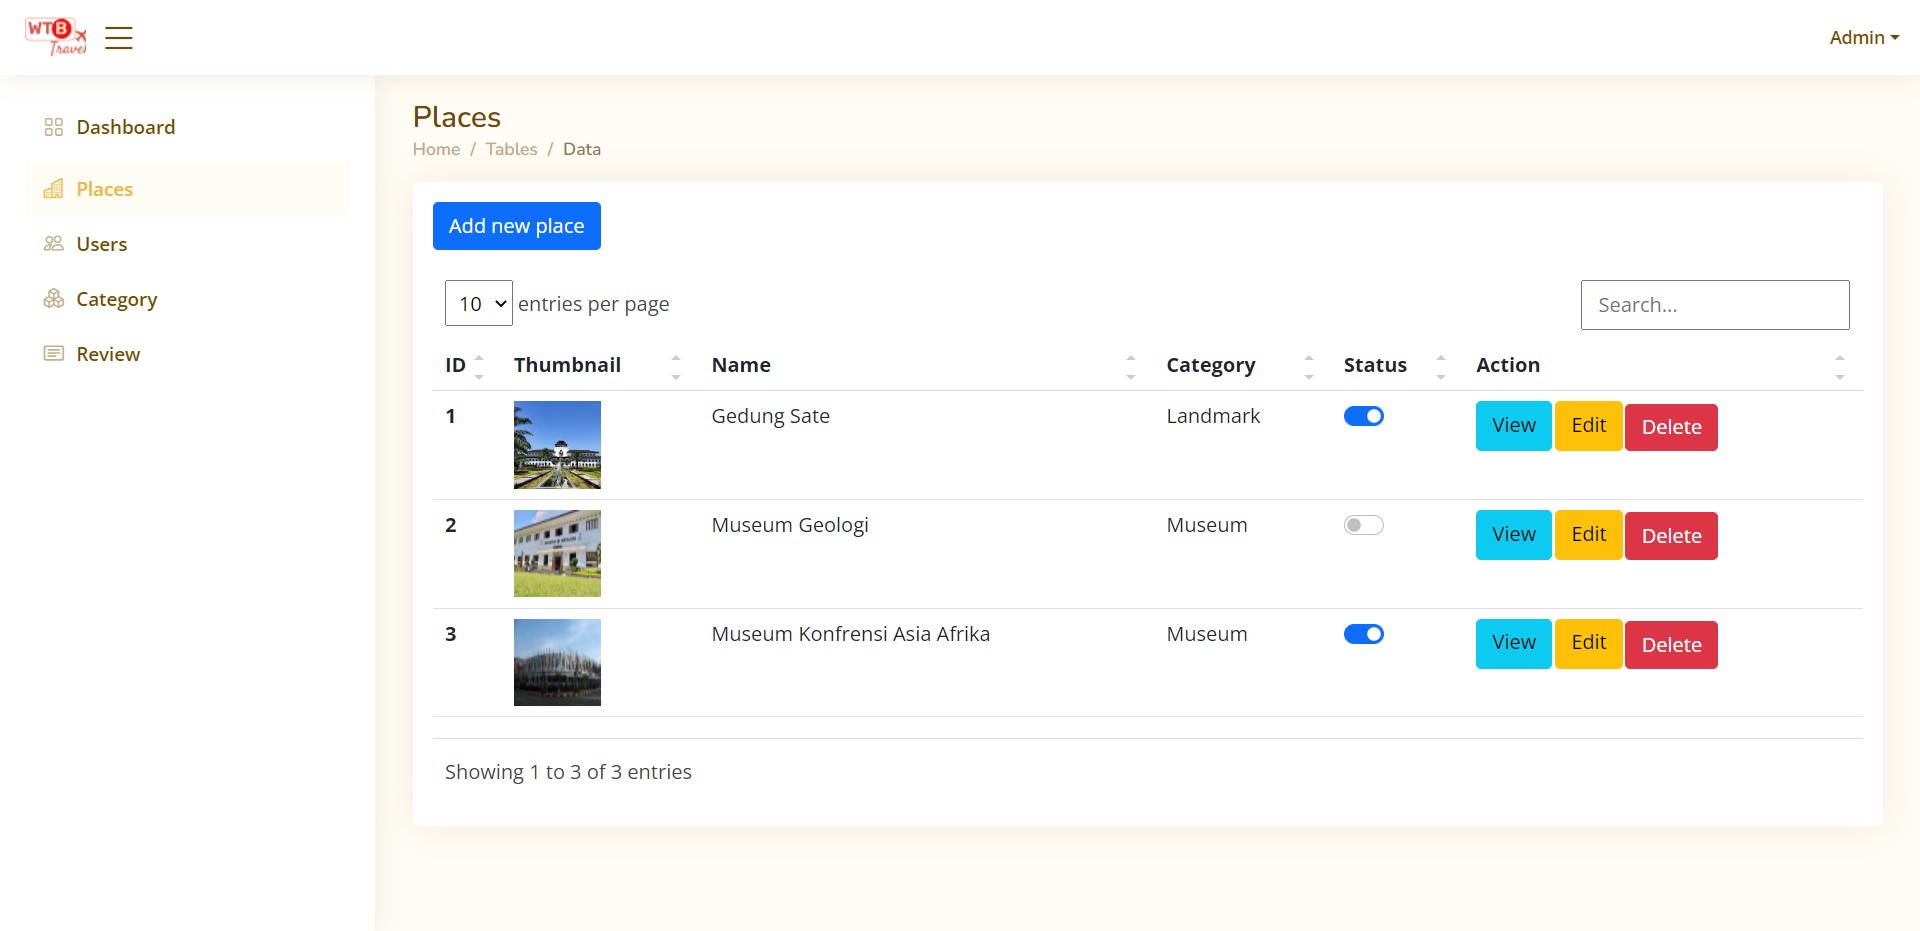 WTB
Travel
Admin
Dashboard
Places
Users
Category
Review
Places
Home / Tables / Data
Add new place
10 entries per page
Search...
ID Thumbnail Name Category Status Action
1 Gedung Sate Landmark View Edit Delete
2 Museum Geologi Museum View Edit Delete
3 Museum Konfrensi Asia Afrika Museum View Edit Delete
Showing 1 to 3 of 3 entries